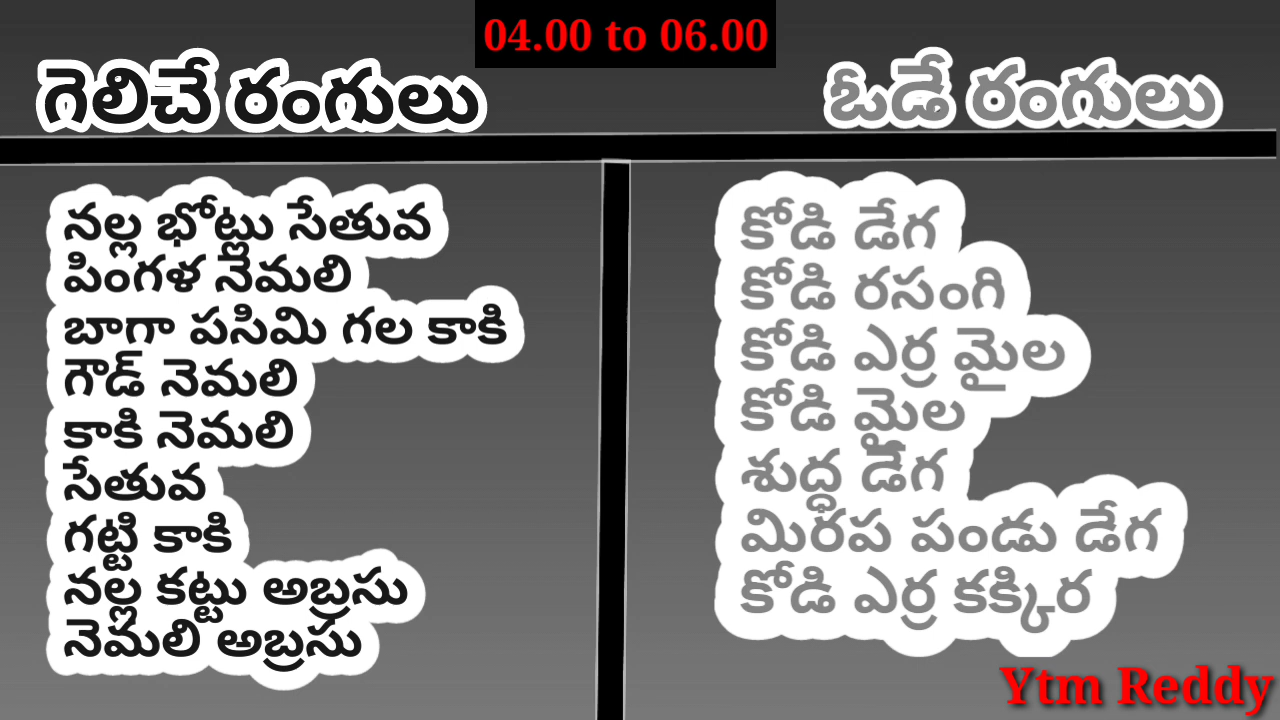 04.00 to 06.00
గెలిచే రంగులు
ఓడే రంగులు
నల్ల భోట్లు సేతువ
పింగళ నెమలి
బాగా పసిమి గల కాకి
గౌడ్ నెమలి
కాకి నెమలి
సేతువ
గట్టి కాకి
నల్ల కట్టు అబ్రసు
నెమలి అబ్రసు
కోడి డేగ
కోడి రసంగి
కోడి ఎర్ర మైల
కోడి మైల
శుద్ధ డేగ
మిరప పండు డేగ
కోడి ఎర్ర కక్కిర
Ytm Reddy